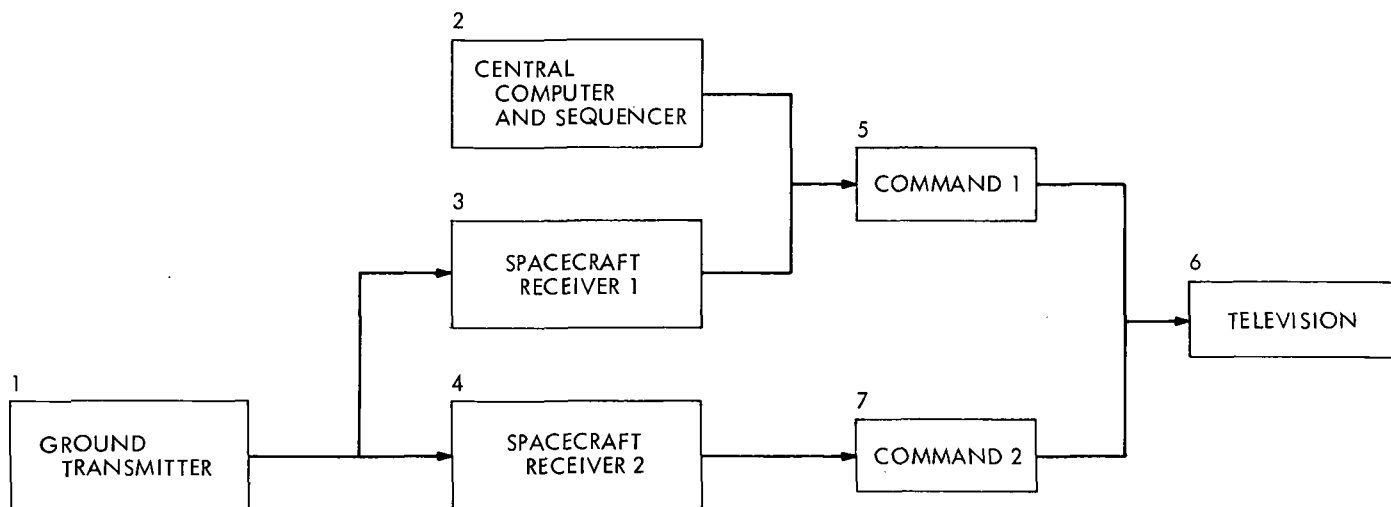 2
CENTRAL
COMPUTER
AND SEQUENCER
3
SPACECRAFT
RECEIVER 1
1
GROUND
TRANSMITTER
4
SPACECRAFT
RECEIVER 2
5
COMMAND 1
7
COMMAND 2
6
TELEVISION